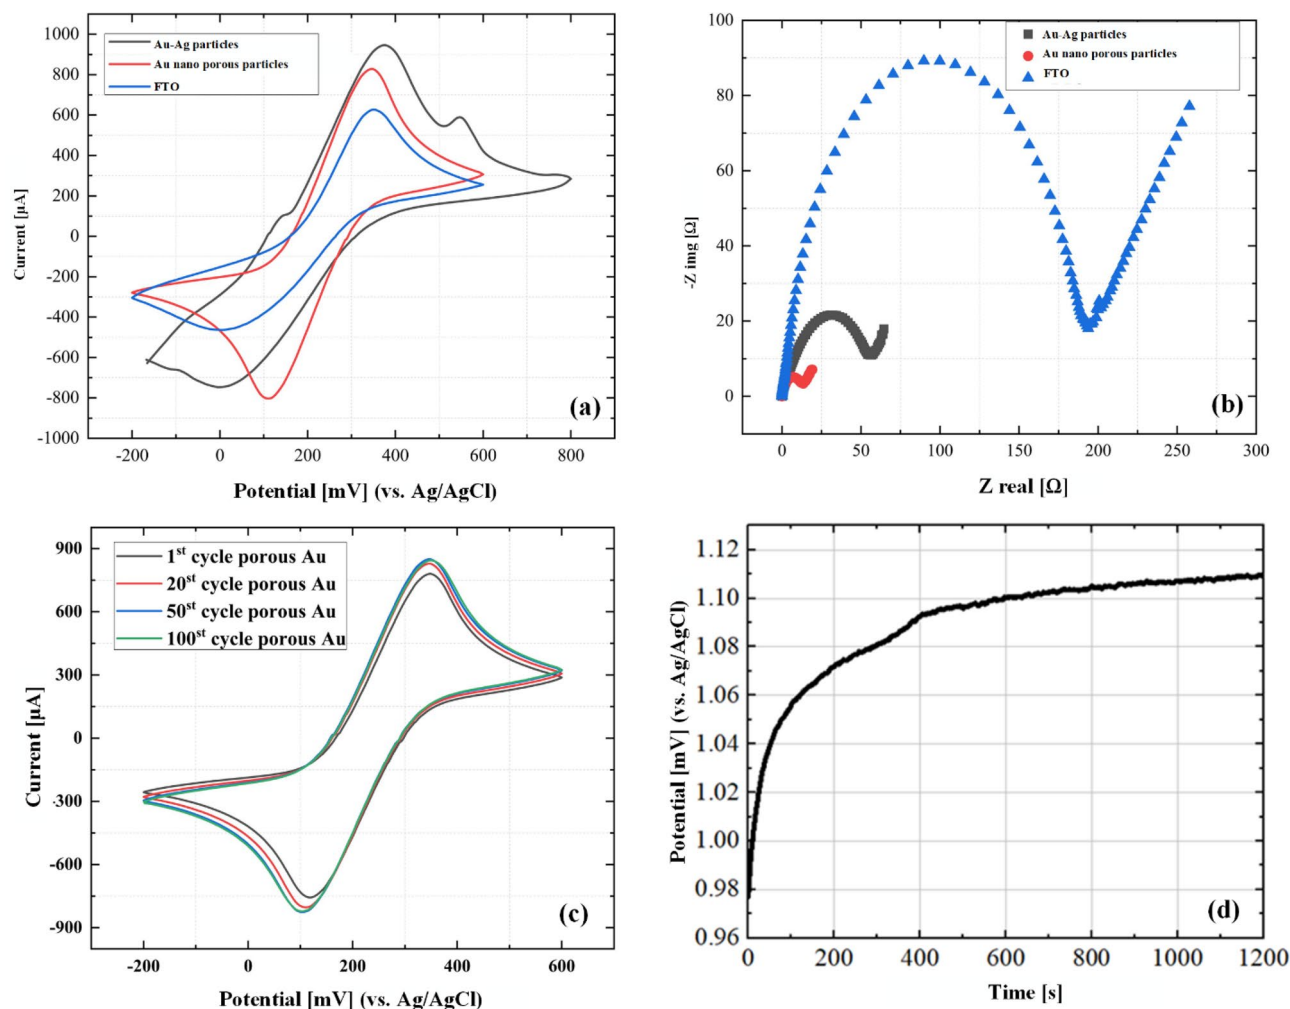 1000
800
600
400
200
0
-200
-400
-600
-800
-1000
Current [µA]
Au-Ag particles
Au nano porous particles
FTO
(a)
-200 0 200 400 600 800
Potential [mV] (vs. Ag/AgCl)
100
80
60
40
20
0
-Z img [Ω]
Au-Ag particles
Au nano porous particles
FTO
(b)
0 50 100 150 200 250 300
Z real [Ω]
900
600
300
0
-300
-600
-900
Current [µA]
1st cycle porous Au
20st cycle porous Au
50st cycle porous Au
100st cycle porous Au
(c)
-200 0 200 400 600
Potential [mV] (vs. Ag/AgCl)
1.12
1.10
1.08
1.06
1.04
1.02
1.00
0.98
0.96
Potential [mV] (vs. Ag/AgCl)
(d)
0 200 400 600 800 1000 1200
Time [s]